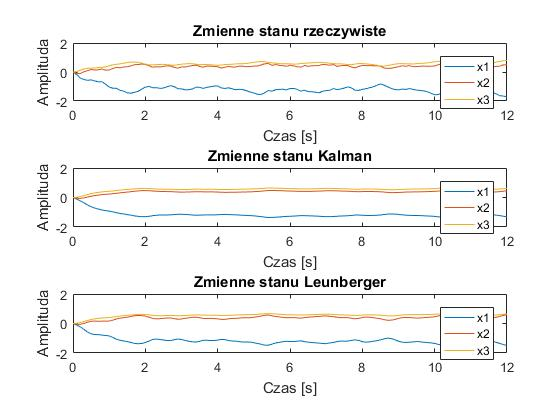 Zmienne stanu rzeczywiste
Amplituda
2
0
-2
x1
x2
x3
0 2 4 6 8 10 12
Czas [s]
Zmienne stanu Kalman
Amplituda
2
0
-2
x1
x2
x3
0 2 4 6 8 10 12
Czas [s]
Zmienne stanu Leunberger
Amplituda
2
0
-2
x1
x2
x3
0 2 4 6 8 10 12
Czas [s]